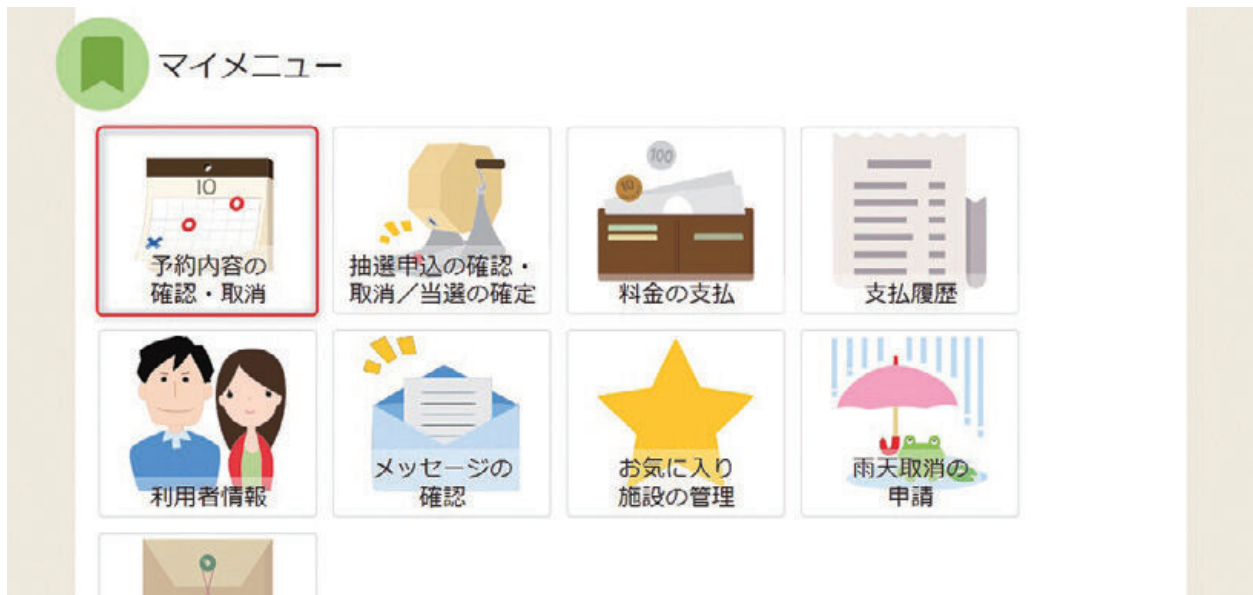 マイメニュー
10
予約内容の
確認・取消
抽選申込の確認・
取消/当選の確定
100
10
料金の支払
支払履歴
利用者情報
メッセージの
確認
お気に入り
施設の管理
雨天取消の
申請